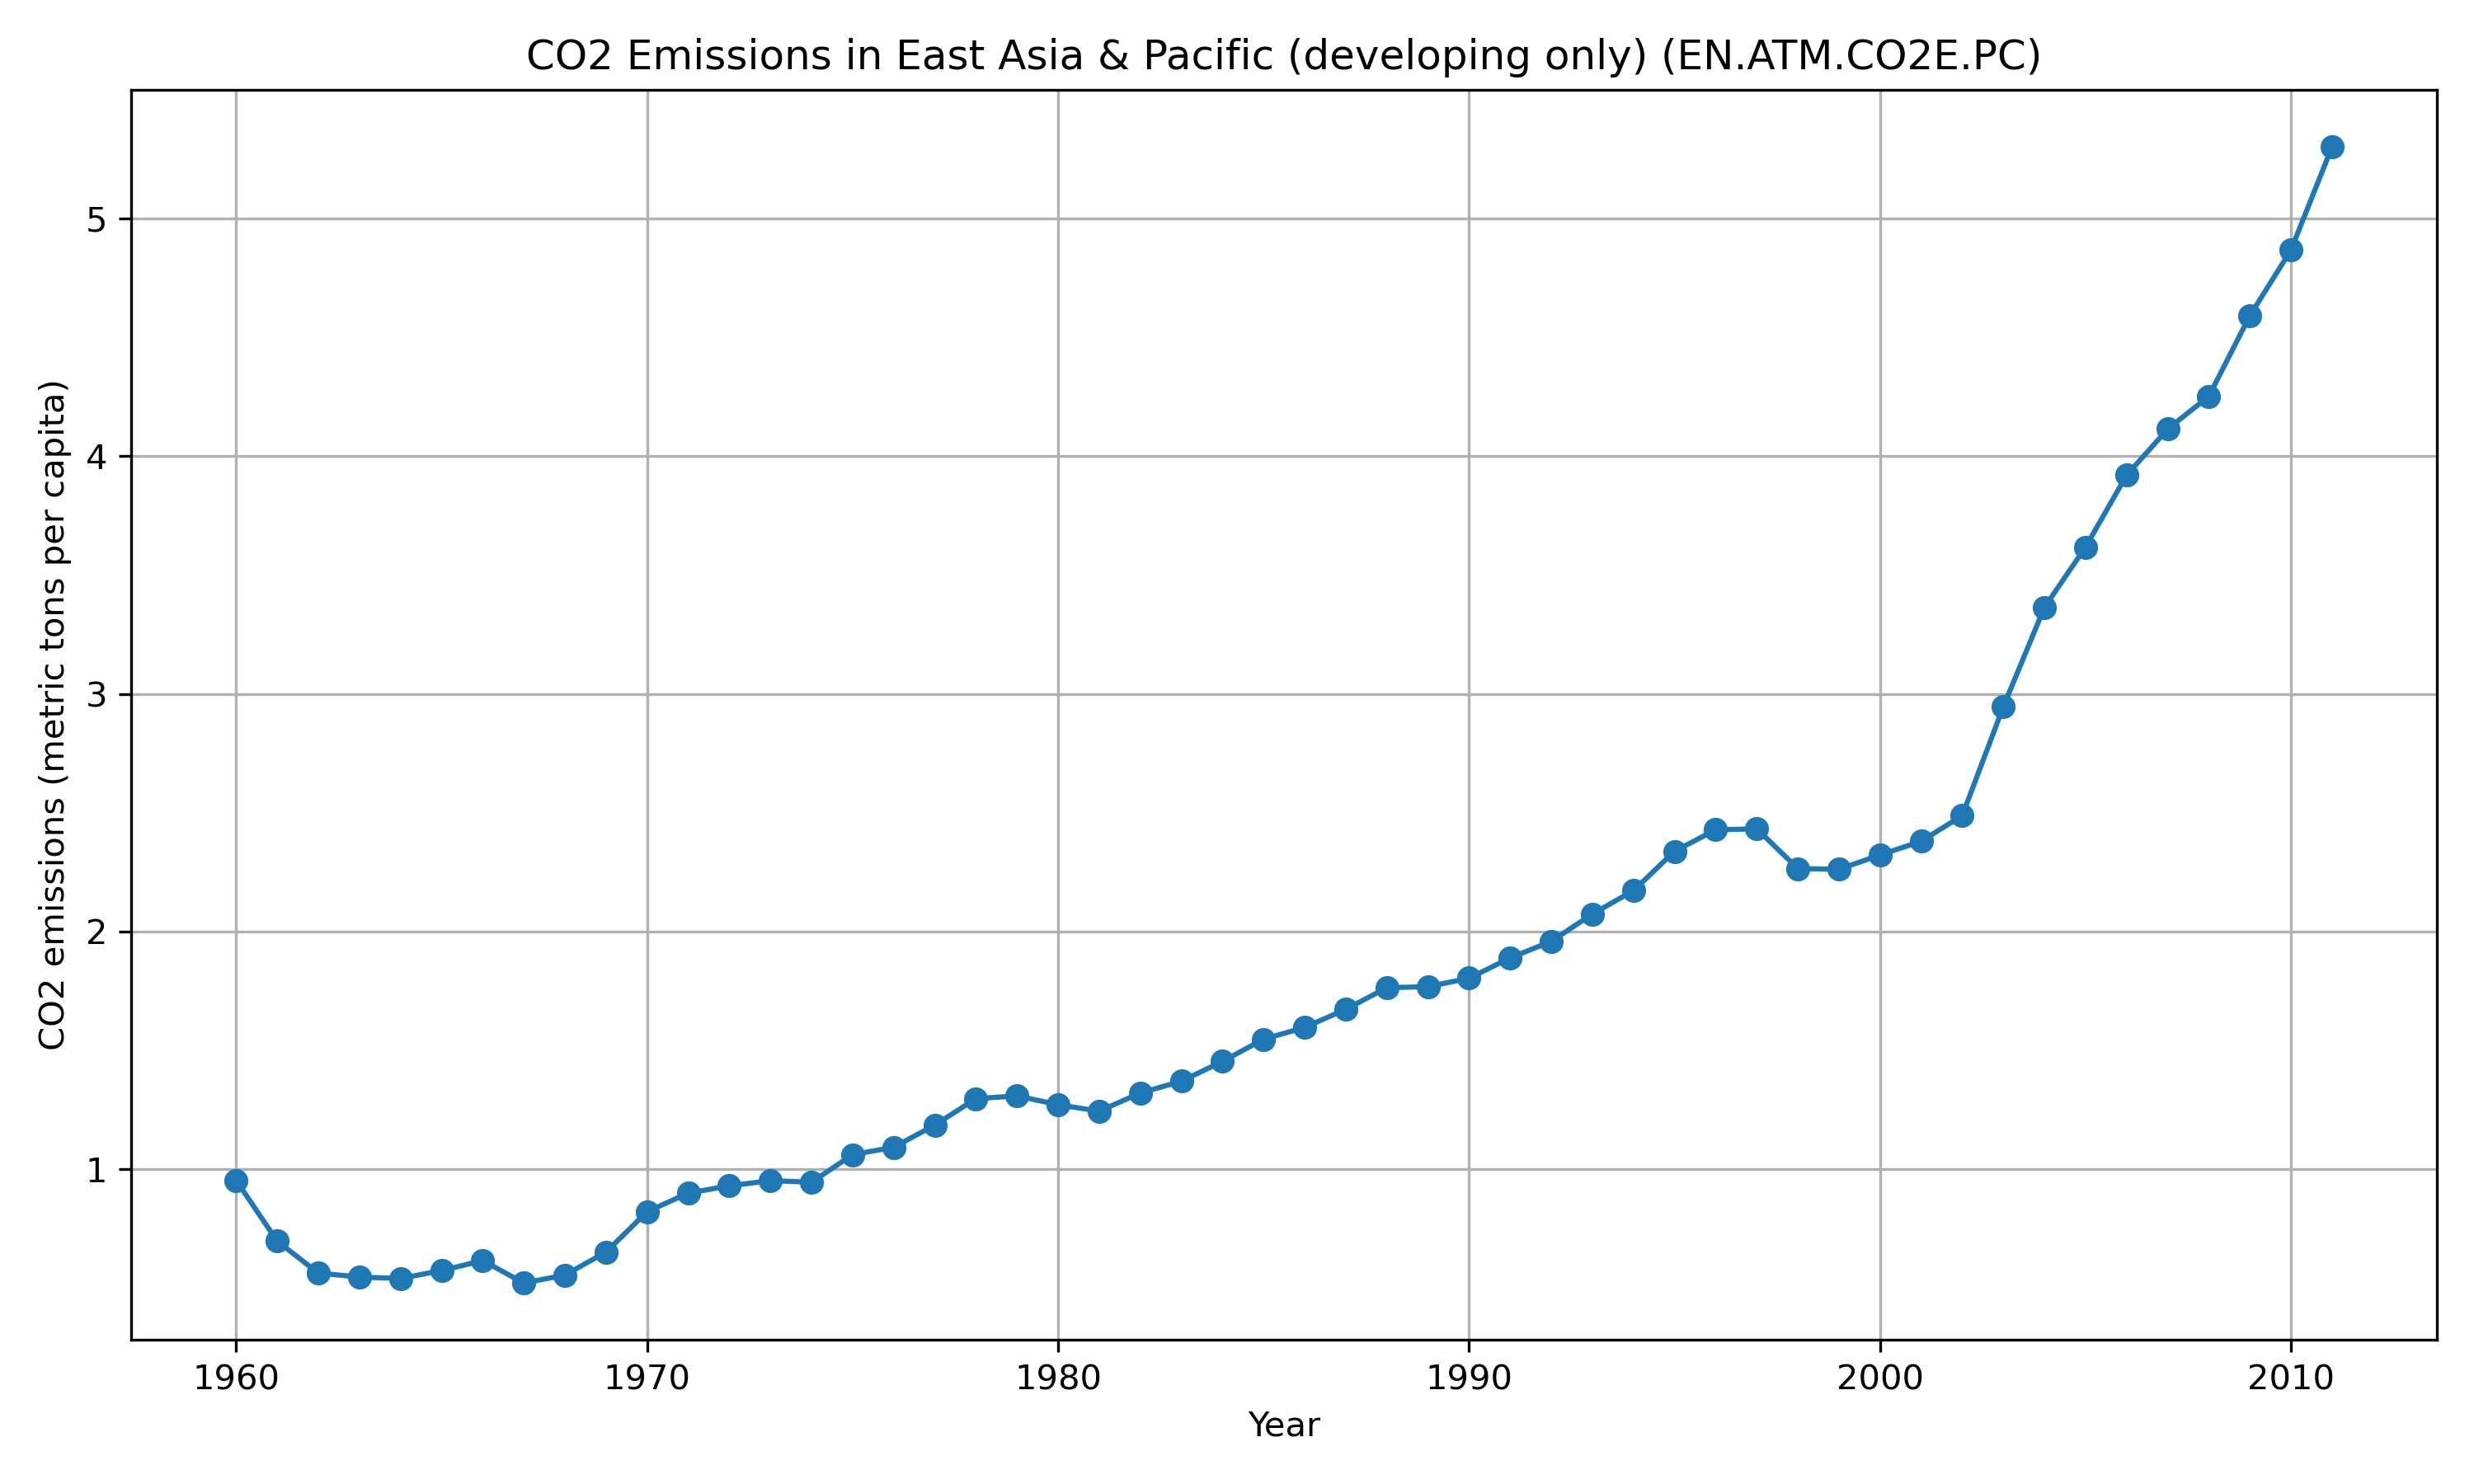 CO2 Emissions in East Asia & Pacific (developing only) (EN.ATM.CO2E.PC)
CO2 emissions (metric tons per capita)
5
4
3
2
1
1960 1970 1980 1990 2000 2010
Year